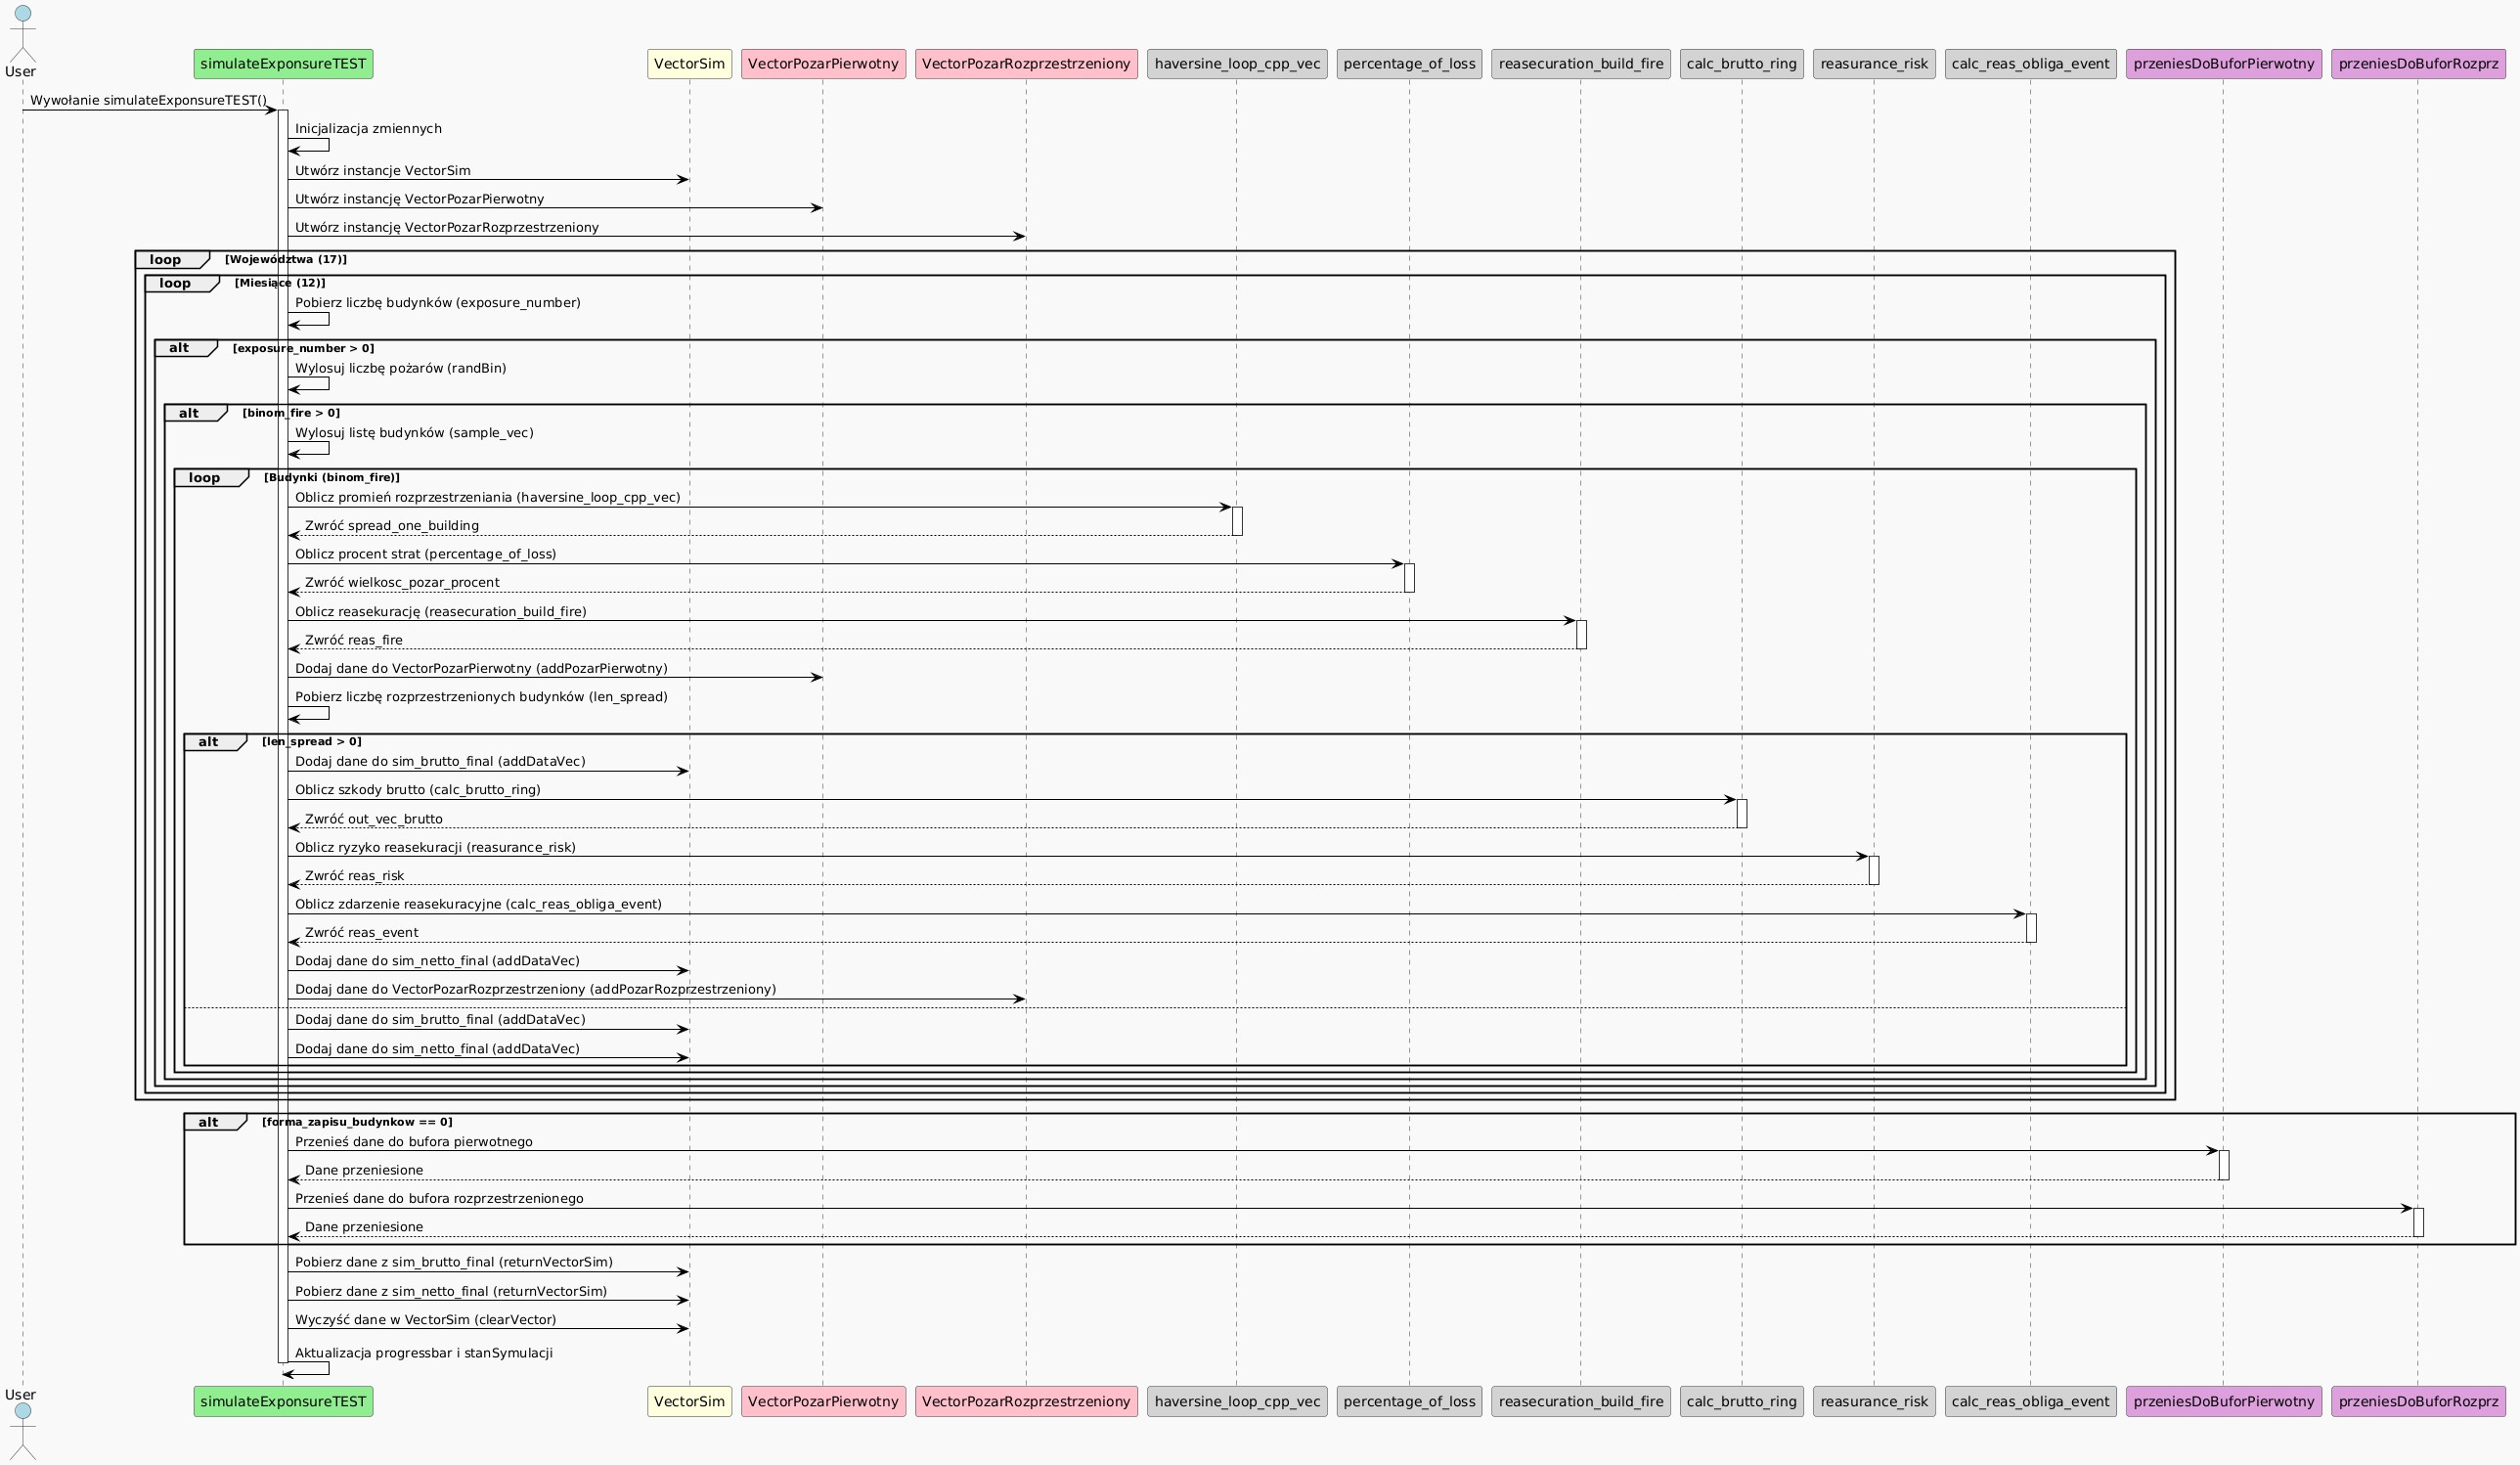 User
simulateExponsureTEST
VectorSim
VectorPozarPierwotny
VectorPozarRozprzestrzeniony
haversine_loop_cpp_vec
percentage_of_loss
reasecuration_build_fire
calc_brutto_ring
reasurance_risk
calc_reas_obliga_event
przeniesDoBuforPierwotny
przeniesDoBuforRozprz
Wywołanie simulateExponsureTEST()
Inicjalizacja zmiennych
Utwórz instancje VectorSim
Utwórz instancję VectorPozarPierwotny
Utwórz instancję VectorPozarRozprzestrzeniony
loop [Województwa (17)]
loop [Miesiące (12)]
Pobierz liczbę budynków (exposure_number)
alt [exposure_number > 0]
Wylosuj liczbę pożarów (randBin)
alt [binom_fire > 0]
Wylosuj listę budynków (sample_vec)
loop [Budynki (binom_fire)]
Oblicz promień rozprzestrzeniania (haversine_loop_cpp_vec)
Zwróć spread_one_building
Oblicz procent strat (percentage_of_loss)
Zwróć wielkosc_pozar_procent
Oblicz reasekurację (reasecuration_build_fire)
Zwróć reas_fire
Dodaj dane do VectorPozarPierwotny (addPozarPierwotny)
Pobierz liczbę rozprzestrzenionych budynków (len_spread)
alt [len_spread > 0]
Dodaj dane do sim_brutto_final (addDataVec)
Oblicz szkody brutto (calc_brutto_ring)
Zwróć out_vec_brutto
Oblicz ryzyko reasekuracji (reasurance_risk)
Zwróć reas_risk
Oblicz zdarzenie reasekuracyjne (calc_reas_obliga_event)
Zwróć reas_event
Dodaj dane do sim_netto_final (addDataVec)
Dodaj dane do VectorPozarRozprzestrzeniony (addPozarRozprzestrzeniony)
Dodaj dane do sim_brutto_final (addDataVec)
Dodaj dane do sim_netto_final (addDataVec)
alt [forma_zapisu_budynkow == 0]
Przenieś dane do bufora pierwotnego
Dane przeniesione
Przenieś dane do bufora rozprzestrzenionego
Dane przeniesione
Pobierz dane z sim_brutto_final (returnVectorSim)
Pobierz dane z sim_netto_final (returnVectorSim)
Wyczyść dane w VectorSim (clearVector)
Aktualizacja progressbar i stanSymulacji
User
simulateExponsureTEST
VectorSim
VectorPozarPierwotny
VectorPozarRozprzestrzeniony
haversine_loop_cpp_vec
percentage_of_loss
reasecuration_build_fire
calc_brutto_ring
reasurance_risk
calc_reas_obliga_event
przeniesDoBuforPierwotny
przeniesDoBuforRozprz